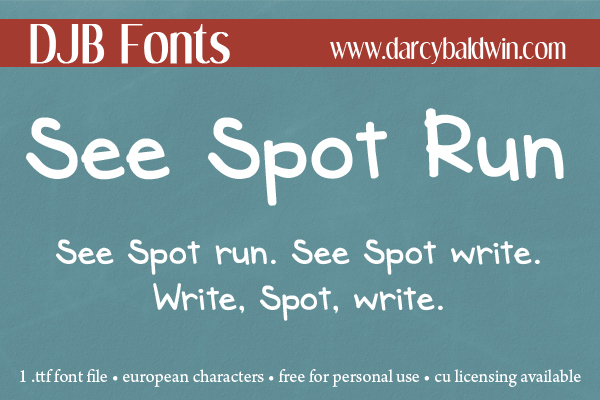 DJB Fonts www.darcybaldwin.com
See Spot Run
See Spot run. See Spot write.
Write, Spot, write.
1 .ttf font file • european characters • free for personal use • cu licensing available